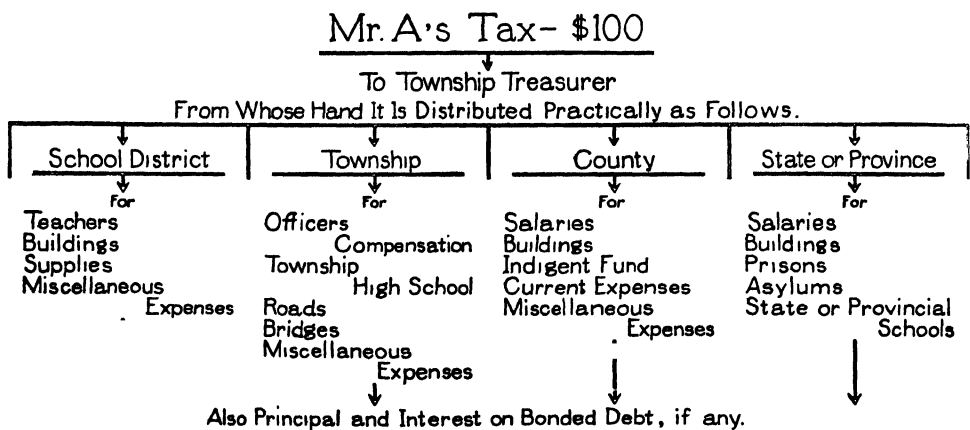 Mr. A's Tax- $100
To Township Treasurer
From Whose Hand It Is Distributed Practically as Follows.
School District
For
Teachers
Buildings
Supplies
Miscellaneous
Expenses
Township
For
Officers
Compensation
Township
High School
Roads
Bridges
Miscellaneous
Expenses
County
For
Salaries
Buildings
Indigent Fund
Current Expenses
Miscellaneous
Expenses
State or Province
For
Salaries
Buildings
Prisons
Asylums
State or Provincial
Schools
Also Principal and Interest on Bonded Debt, if any.